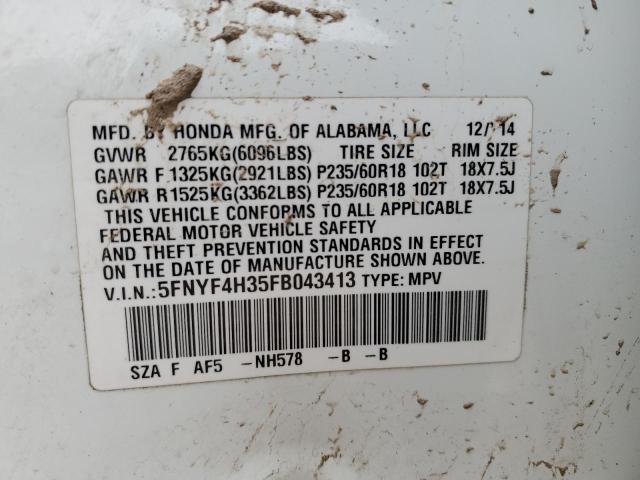 MFD. BY HONDA MFG. OF ALABAMA, LLC 12/14
GVWR 2765KG(6096LBS) TIRE SIZE RIM SIZE
GAWR F 1325KG(2921LBS) P235/60R18 102T 18X7.5J
GAWR R 1525KG(3362LBS) P235/60R18 102T 18X7.5J
THIS VEHICLE CONFORMS TO ALL APPLICABLE
FEDERAL MOTOR VEHICLE SAFETY
AND THEFT PREVENTION STANDARDS IN EFFECT
ON THE DATE OF MANUFACTURE SHOWN ABOVE.
V.I.N.:5FNYF4H35FB043413 TYPE: MPV
SZA F AF5 -NH578 -B -B